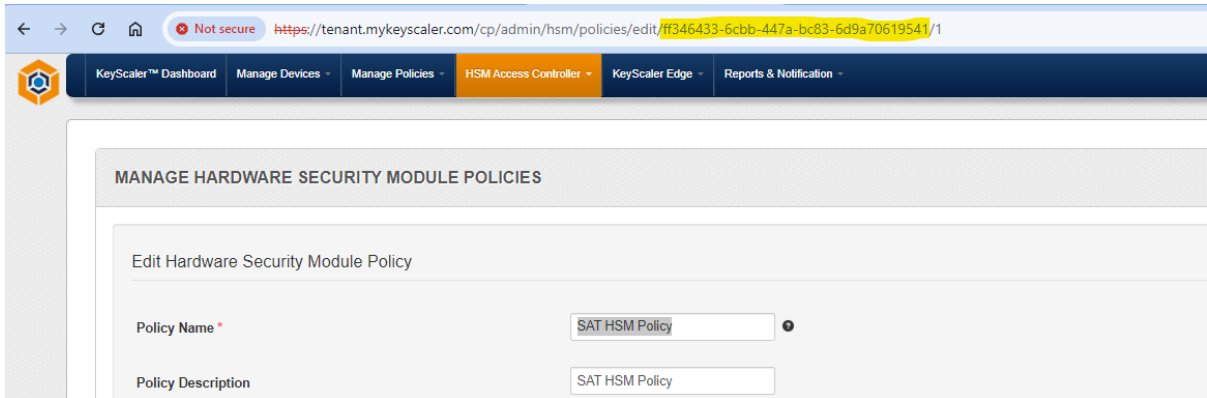 Not secure https://tenant.mykeyscaler.com/cp/admin/hsm/policies/edit/ff346433-6cbb-447a-bc83-6d9a70619541/1
KeyScaler™ Dashboard Manage Devices Manage Policies HSM Access Controller KeyScaler Edge Reports & Notification
MANAGE HARDWARE SECURITY MODULE POLICIES
Edit Hardware Security Module Policy
Policy Name * SAT HSM Policy
Policy Description SAT HSM Policy